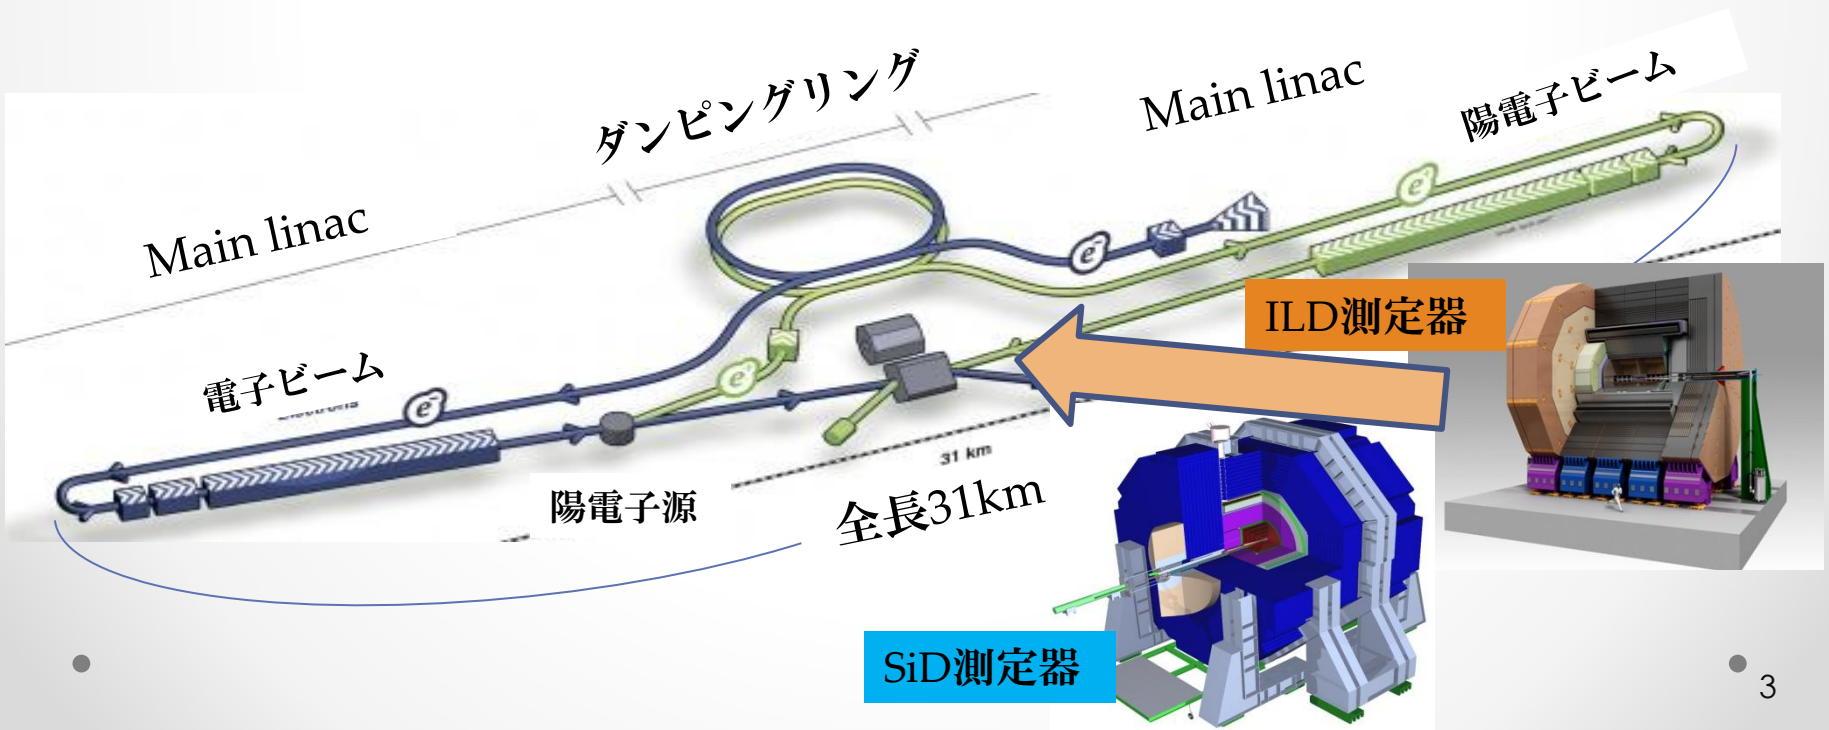 ダンピングリング
Main linac
陽電子ビーム
Main linac
e⁻
e⁻
ILD測定器
電子ビーム
e⁻
e⁻
31 km
陽電子源
全長31km
SiD測定器
3